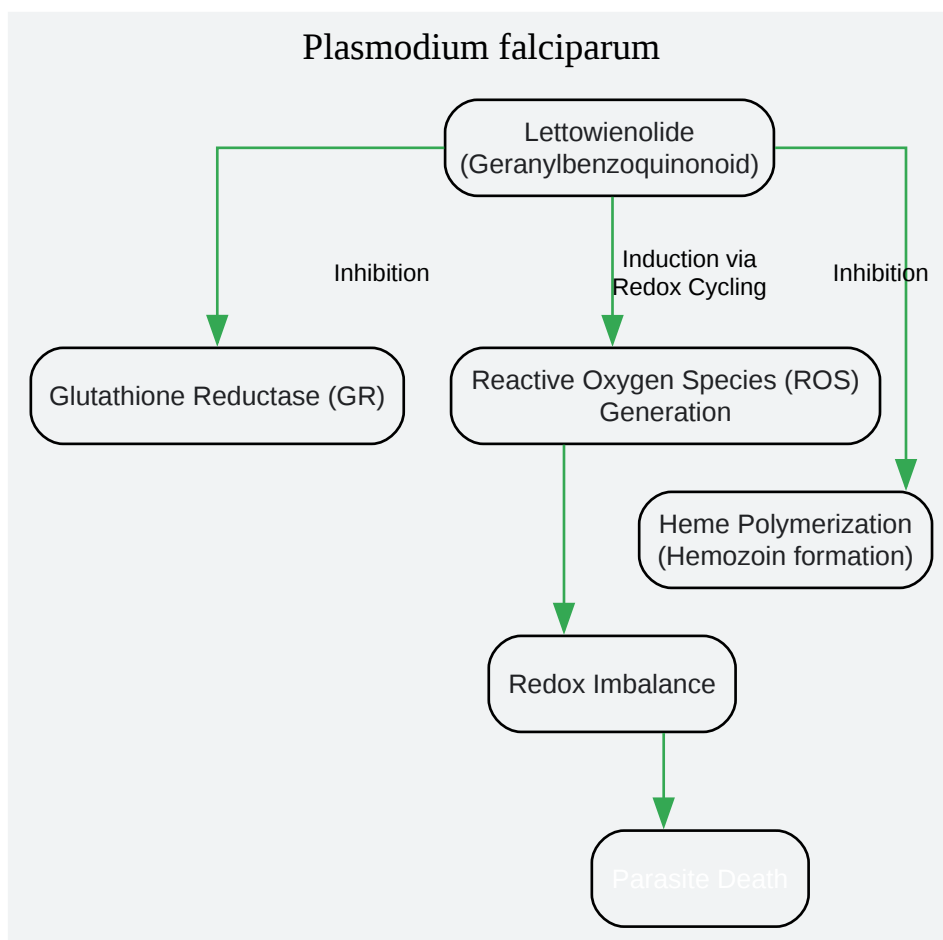 Plasmodium falciparum
Lettowienolide
(Geranylbenzoquinonoid)
Inhibition
Induction via
Redox Cycling
Inhibition
Glutathione Reductase (GR)
Reactive Oxygen Species (ROS)
Generation
Heme Polymerization
(Hemozoin formation)
Redox Imbalance
Parasite Death